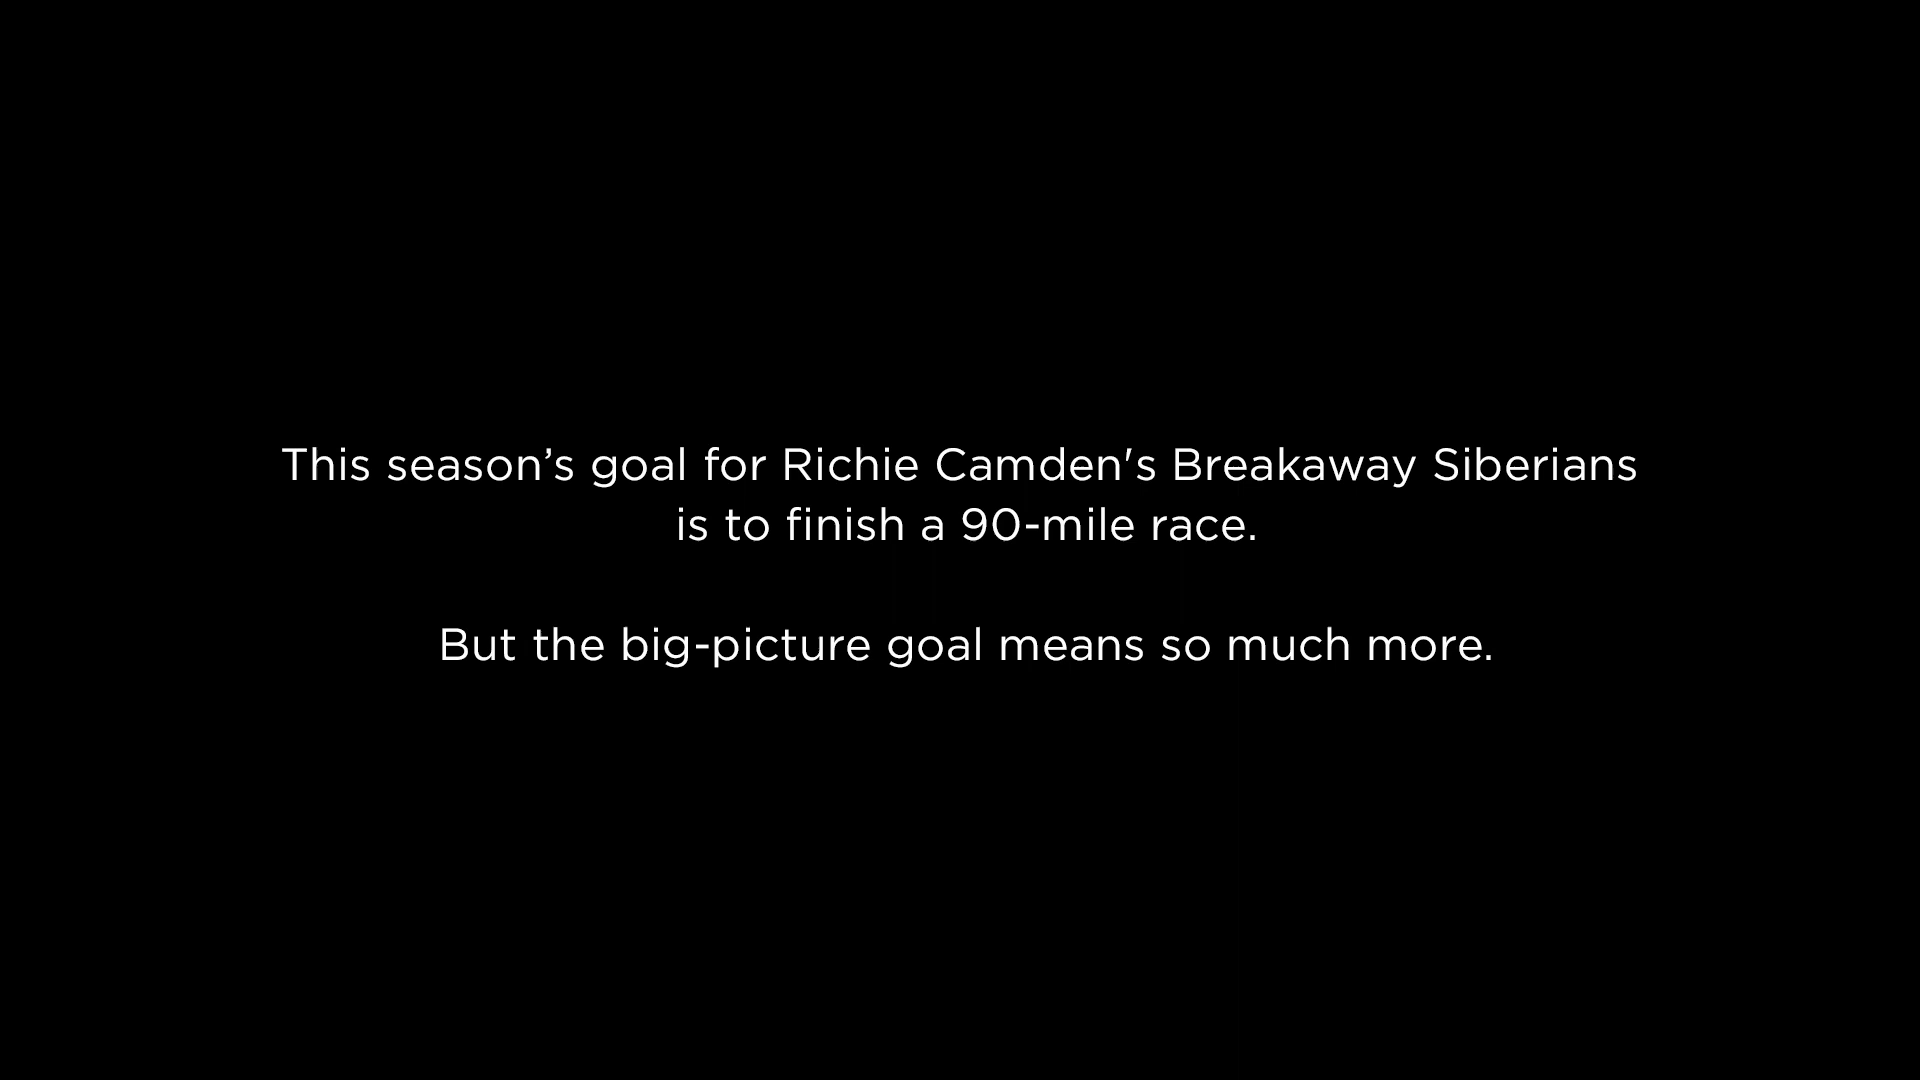 This season’s goal for Richie Camden's Breakaway Siberians
is to finish a 90-mile race.
But the big-picture goal means so much more.